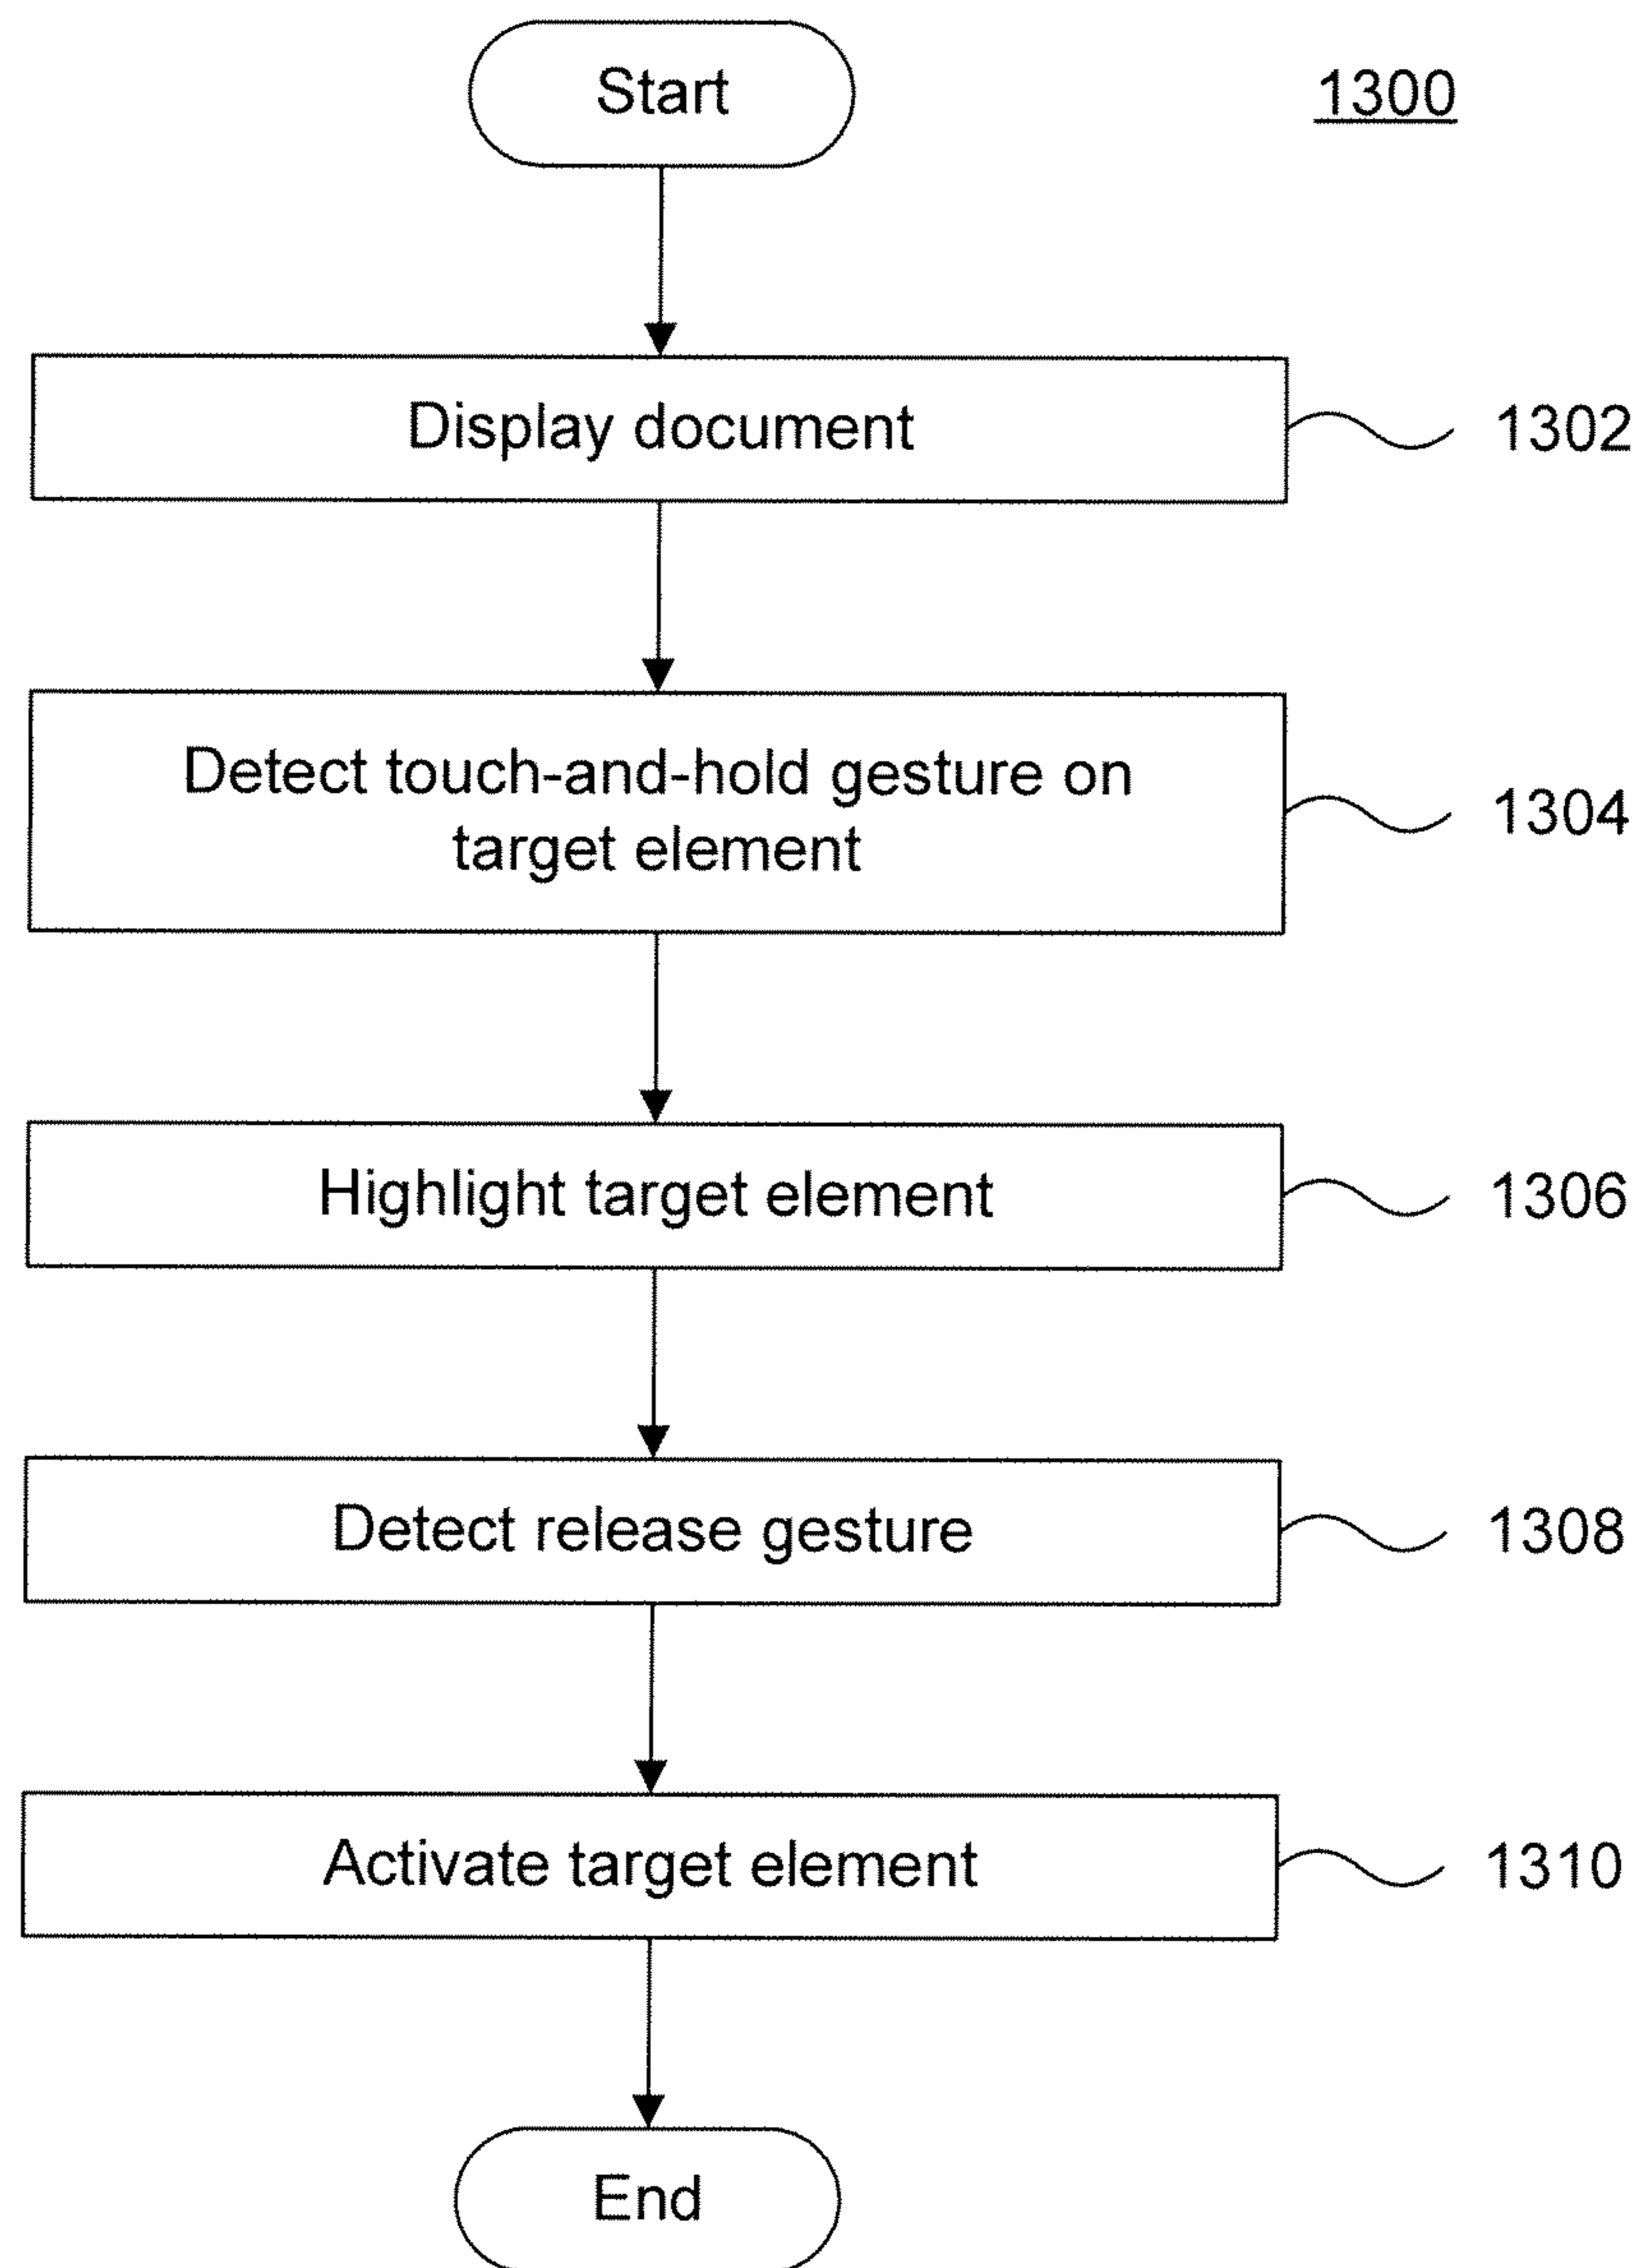 Start
1300
Display document
1302
Detect touch-and-hold gesture on
target element
1304
Highlight target element
1306
Detect release gesture
1308
Activate target element
1310
End